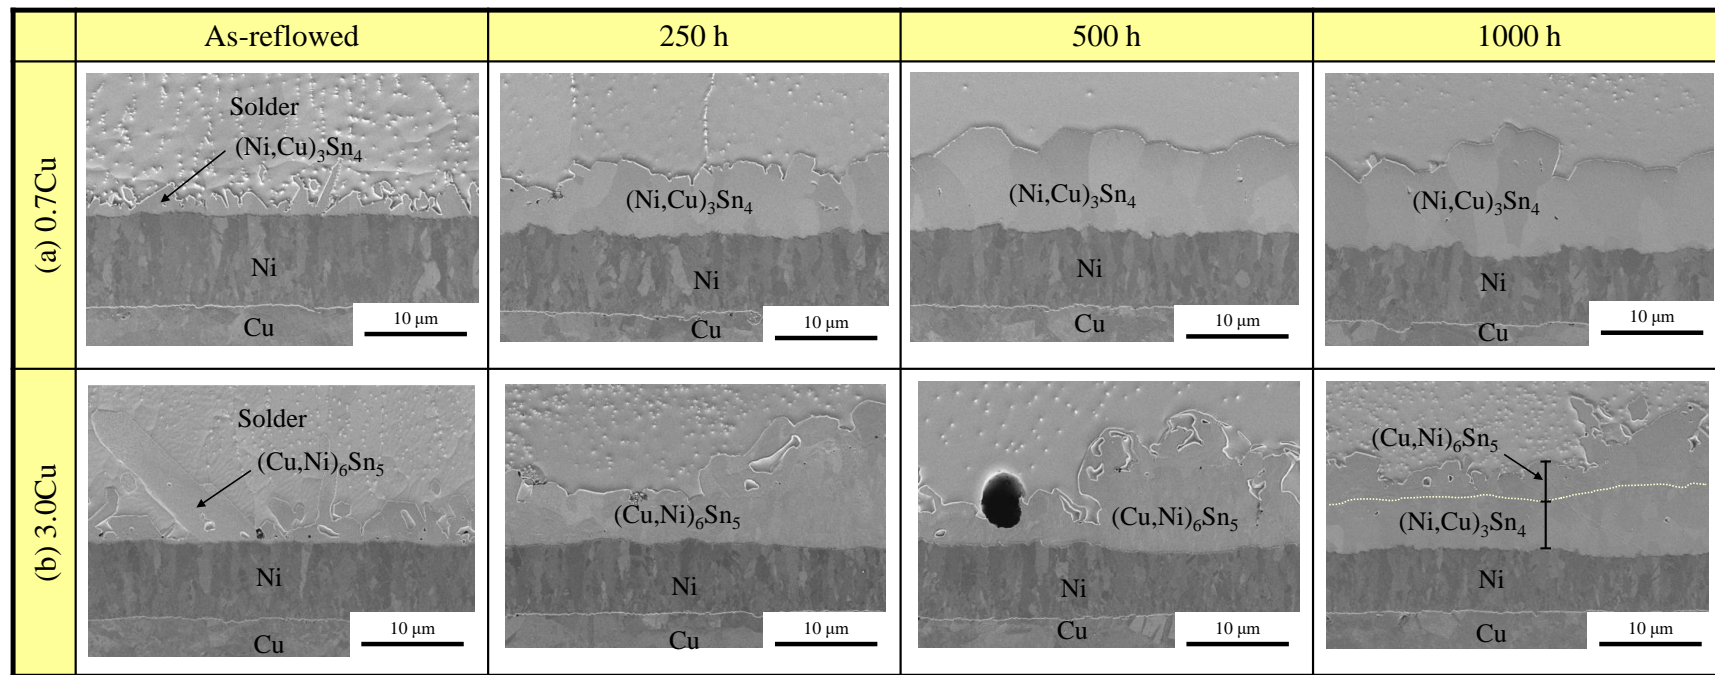 As-reflowed
250 h
500 h
1000 h
(a) 0.7Cu
Solder
(Ni,Cu)₃Sn₄
Ni
Cu
10 μm
(Ni,Cu)₃Sn₄
Ni
Cu
10 μm
(Ni,Cu)₃Sn₄
Ni
Cu
10 μm
(Ni,Cu)₃Sn₄
Ni
Cu
10 μm
(b) 3.0Cu
Solder
(Cu,Ni)₆Sn₅
Ni
Cu
10 μm
(Cu,Ni)₆Sn₅
Ni
Cu
10 μm
(Cu,Ni)₆Sn₅
Ni
Cu
10 μm
(Cu,Ni)₆Sn₅
(Ni,Cu)₃Sn₄
Ni
Cu
10 μm